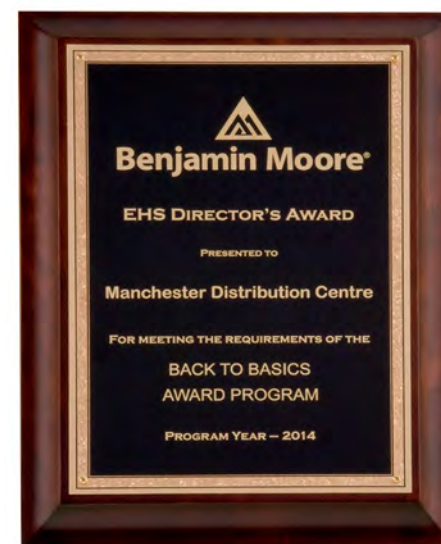 Benjamin Moore®
EHS DIRECTOR'S AWARD
PRESENTED TO
Manchester Distribution Centre
FOR MEETING THE REQUIREMENTS OF THE
BACK TO BASICS
AWARD PROGRAM
PROGRAM YEAR – 2014